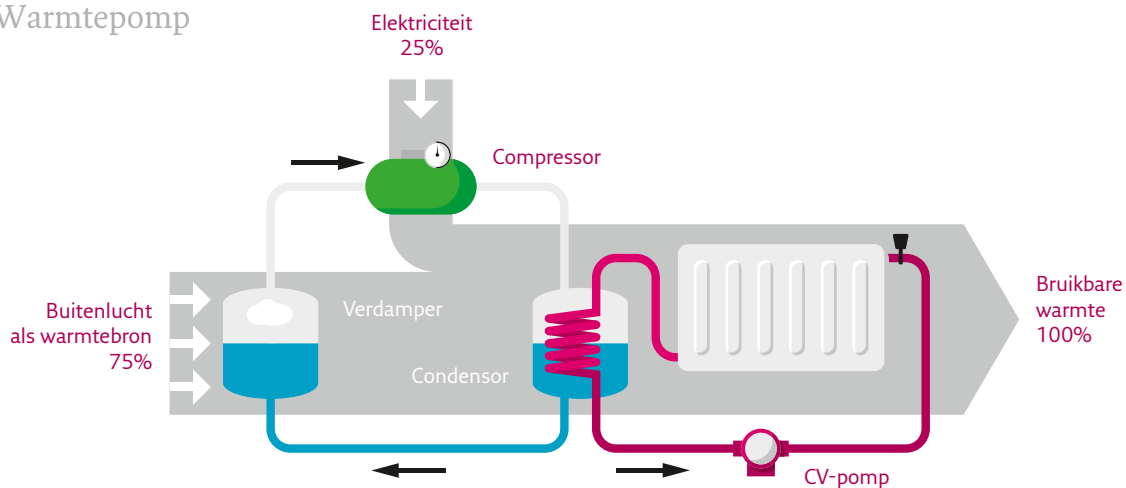 Warmtepomp
Elektriciteit
25%
Compressor
Buitenlucht
als warmtebron
75%
Verdamper
Condensor
Bruikbare
warmte
100%
CV-pomp